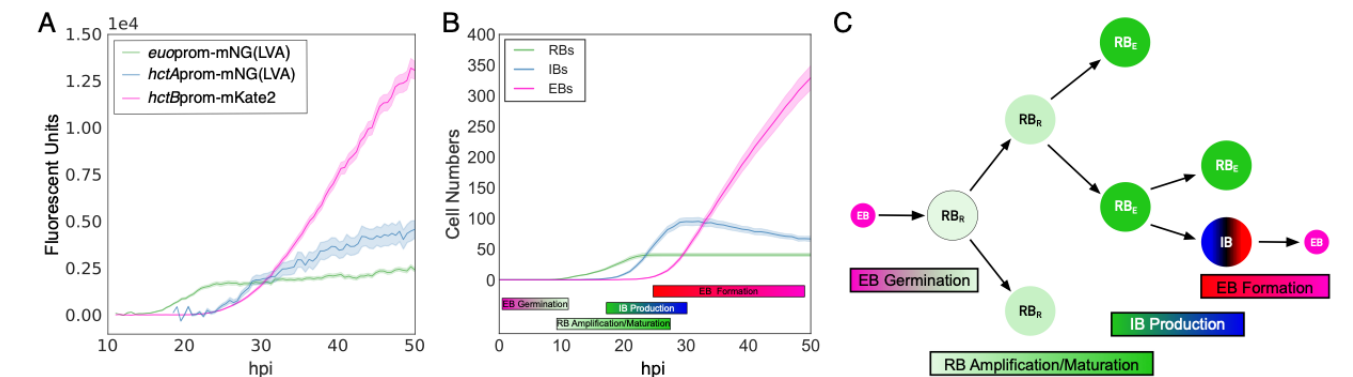 A
1e4
Fluorescent Units
1.50
1.25
1.00
0.75
0.50
0.25
0.00
euoprom-mNG(LVA)
hctAprom-mNG(LVA)
hctBprom-mKate2
10
20
30
40
50
hpi
B
Cell Numbers
400
350
300
250
200
150
100
50
0
RBs
IBs
EBs
EB Formation
EB Germination
IB Production
RB Amplification/Maturation
0
10
20
30
40
50
hpi
C
RBE
RBR
RBE
EB
RBR
RBE
IB
EB
EB Germination
EB Formation
RBR
IB Production
RB Amplification/Maturation